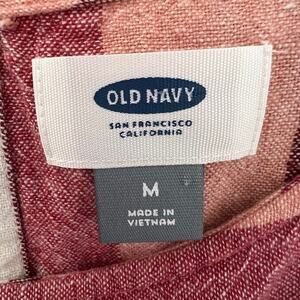 OLD NAVY
SAN FRANCISCO
CALIFORNIA
M
MADE IN
VIETNAM